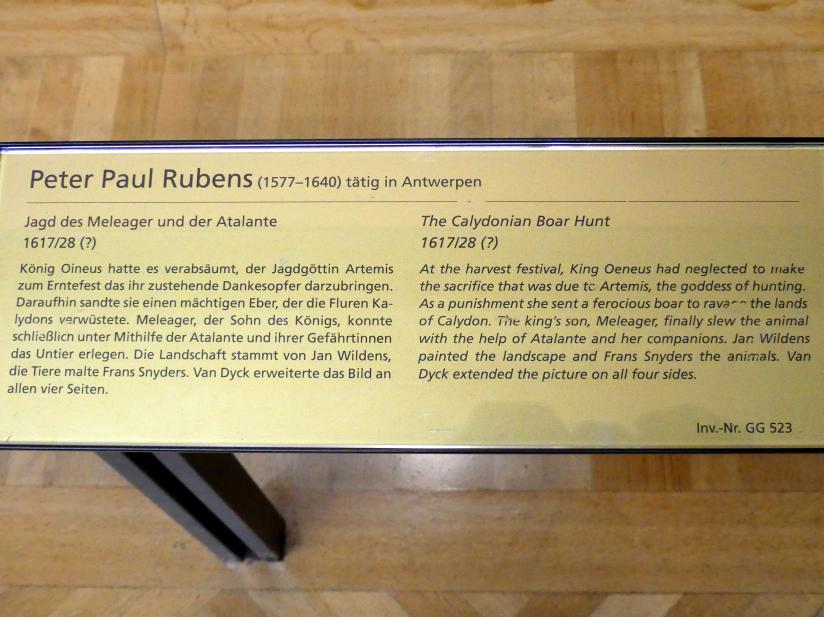 Peter Paul Rubens (1577–1640) tätig in Antwerpen
Jagd des Meleager und der Atalante
1617/28 (?)
König Oineus hatte es verabsäumt, der Jagdgöttin Artemis
zum Erntefest das ihr zustehende Dankesopfer darzubringen.
Daraufhin sandte sie einen mächtigen Eber, der die Fluren Ka-
lydons verwüstete. Meleager, der Sohn des Königs, konnte
schließlich unter Mithilfe der Atalante und ihrer Gefährtinnen
das Untier erlegen. Die Landschaft stammt von Jan Wildens,
die Tiere malte Frans Snyders. Van Dyck erweiterte das Bild an
allen vier Seiten.
The Calydonian Boar Hunt
1617/28 (?)
At the harvest festival, King Oeneus had neglected to make
the sacrifice that was due to Artemis, the goddess of hunting.
As a punishment she sent a ferocious boar to ravage the lands
of Calydon. The king's son, Meleager, finally slew the animal
with the help of Atalante and her companions. Jan Wildens
painted the landscape and Frans Snyders the animals. Van
Dyck extended the picture on all four sides.
Inv.-Nr. GG 523